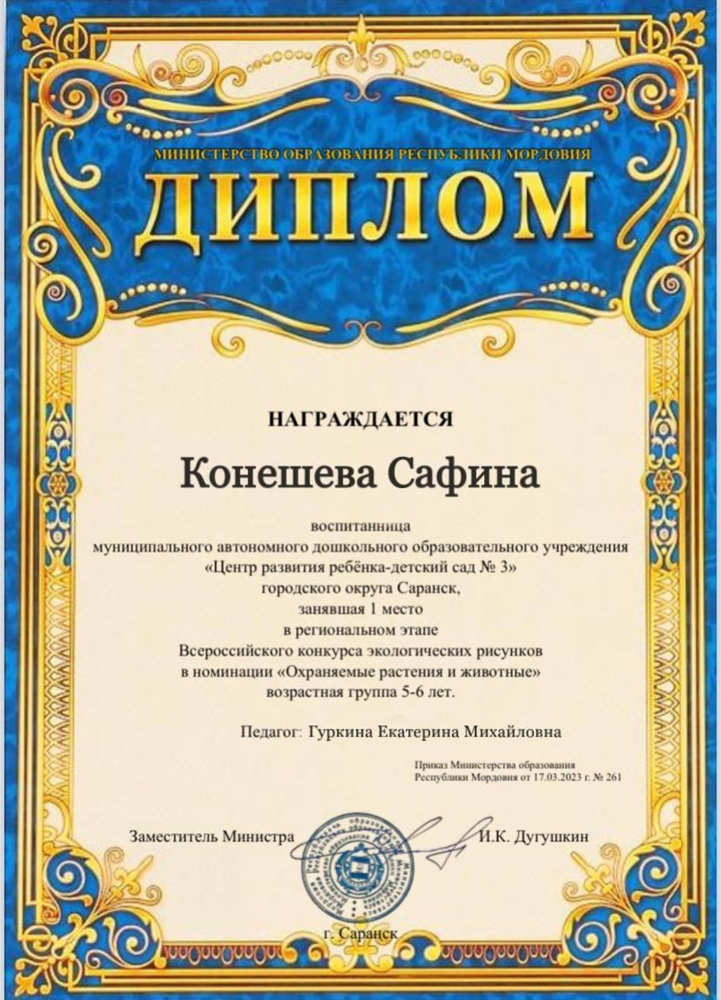 МИНИСТЕРСТВО ОБРАЗОВАНИЯ РЕСПУБЛИКИ МОРДОВИЯ
ДИПЛОМ
НАГРАЖДАЕТСЯ
Конешева Сафина
воспитанница
муниципального автономного дошкольного образовательного учреждения
«Центр развития ребёнка-детский сад № 3»
городского округа Саранск,
занявшая 1 место
в региональном этапе
Всероссийского конкурса экологических рисунков
в номинации «Охраняемые растения и животные»
возрастная группа 5-6 лет.
Педагог: Гуркина Екатерина Михайловна
Приказ Министерства образования
Республики Мордовия от 17.03.2023 г. № 261
Заместитель Министра
И.К. Дугушкин
г. Саранск